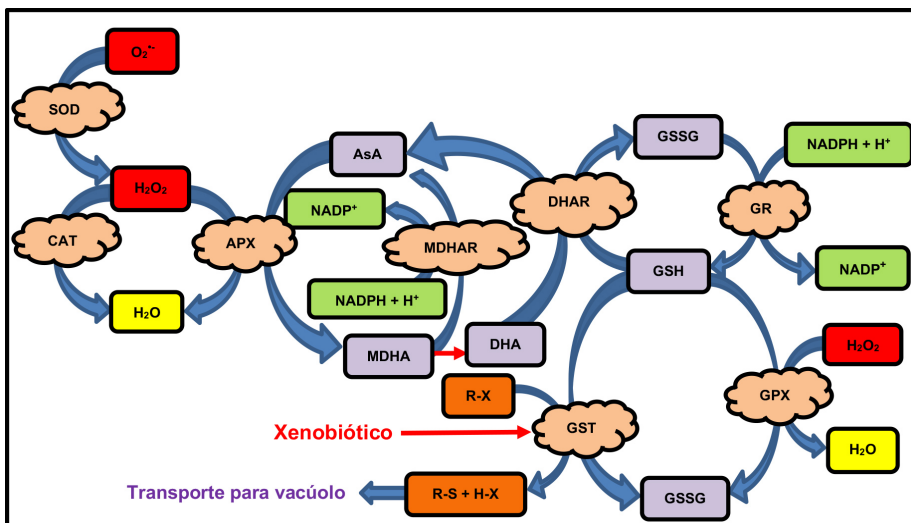 O₂•-
SOD
H₂O₂
CAT
APX
H₂O
AsA
NADP⁺
MDHAR
NADPH + H⁺
MDHA
DHA
DHAR
GSSG
NADPH + H⁺
GR
GSH
NADP⁺
H₂O₂
GPX
H₂O
R-X
Xenobiótico
GST
Transporte para vacúolo
R-S + H-X
GSSG